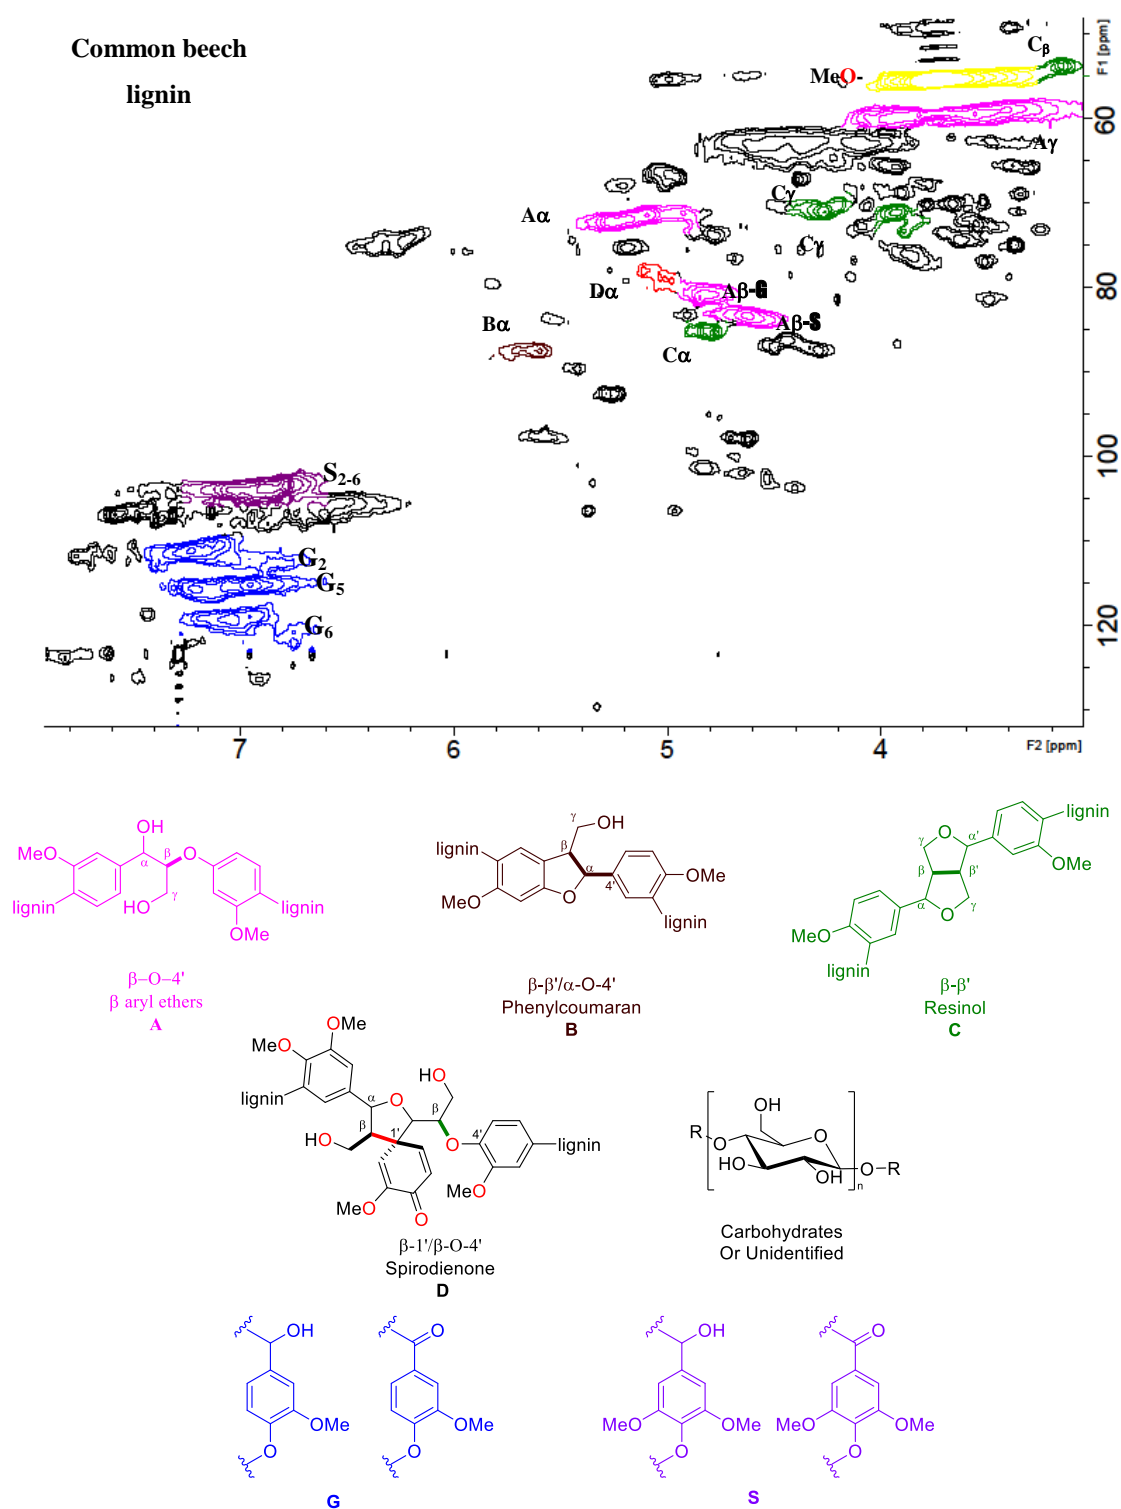 Common beech
lignin
Cβ
MeO-
F1 [ppm]
60
Aγ
Cγ
Aα
Cγ
80
Dα
Aβ-G
Bα
Aβ-S
Cα
100
S2-6
G2
G5
G6
120
7
6
5
4
F2 [ppm]
OH
β
MeO
α
O
γ
HO
lignin
lignin
OMe
β–O–4'
β aryl ethers
A
γ
OH
lignin
β
α
4'
MeO
O
OMe
lignin
β-β'/α-O-4'
Phenylcoumaran
B
lignin
O
γ
α'
OMe
β
β'
α
O
γ
MeO
lignin
β-β'
Resinol
C
OMe
MeO
HO
lignin
α
O
β
β
1'
4'
HO
O
lignin
MeO
MeO
O
β-1'/β-O-4'
Spirodienone
D
OH
R
O
O
HO
OH
O–R
n
Carbohydrates
Or Unidentified
OH
O
OMe
OMe
O
O
G
OH
O
MeO
OMe
MeO
OMe
O
O
S